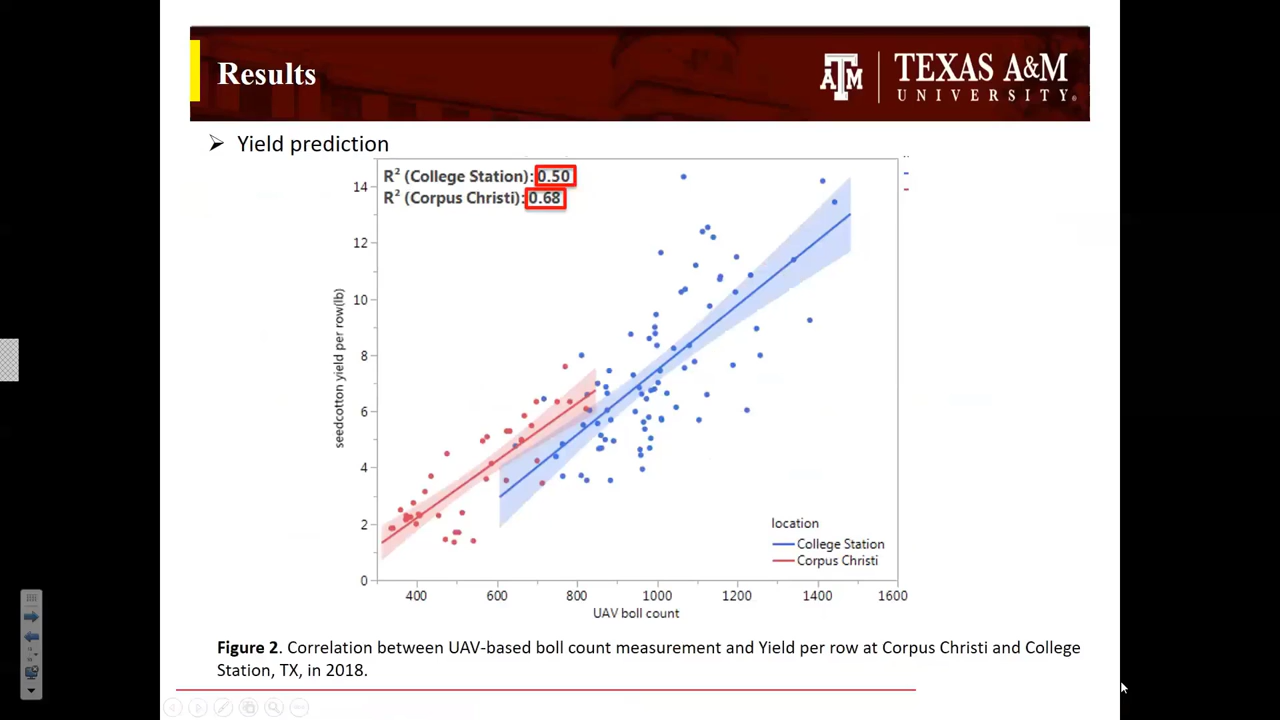 Results
TEXAS A&M
UNIVERSITY®
ATM
➢ Yield prediction
R² (College Station): 0.50
R² (Corpus Christi): 0.68
seedcotton yield per row(lb)
14
12
10
8
6
4
2
0
400 600 800 1000 1200 1400 1600
UAV boll count
location
College Station
Corpus Christi
Figure 2. Correlation between UAV-based boll count measurement and Yield per row at Corpus Christi and College
Station, TX, in 2018.